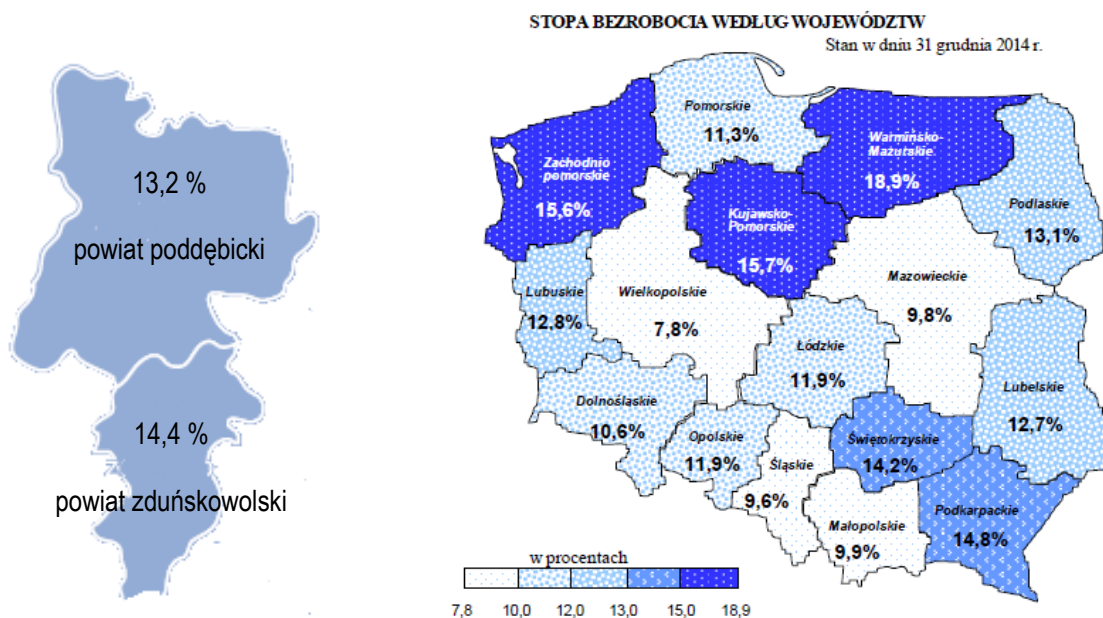 13,2 %
powiat poddębicki
14,4 %
powiat zduńskowolski
STOPA BEZROBOCIA WEDŁUG WOJEWÓDZTW
Stan w dniu 31 grudnia 2014 r.
Pomorskie
11,3%
Warmińsko-
Mazurskie
18,9%
Zachodnio
pomorskie
15,6%
Kujawsko-
Pomorskie
15,7%
Podlaskie
13,1%
Lubuskie
12,8%
Wielkopolskie
7,8%
Mazowieckie
9,8%
Łódzkie
11,9%
Lubelskie
12,7%
Dolnośląskie
10,6%
Opolskie
11,9%
Śląskie
9,6%
Świętokrzyskie
14,2%
Małopolskie
9,9%
Podkarpackie
14,8%
w procentach
7,8 10,0 12,0 13,0 15,0 18,9